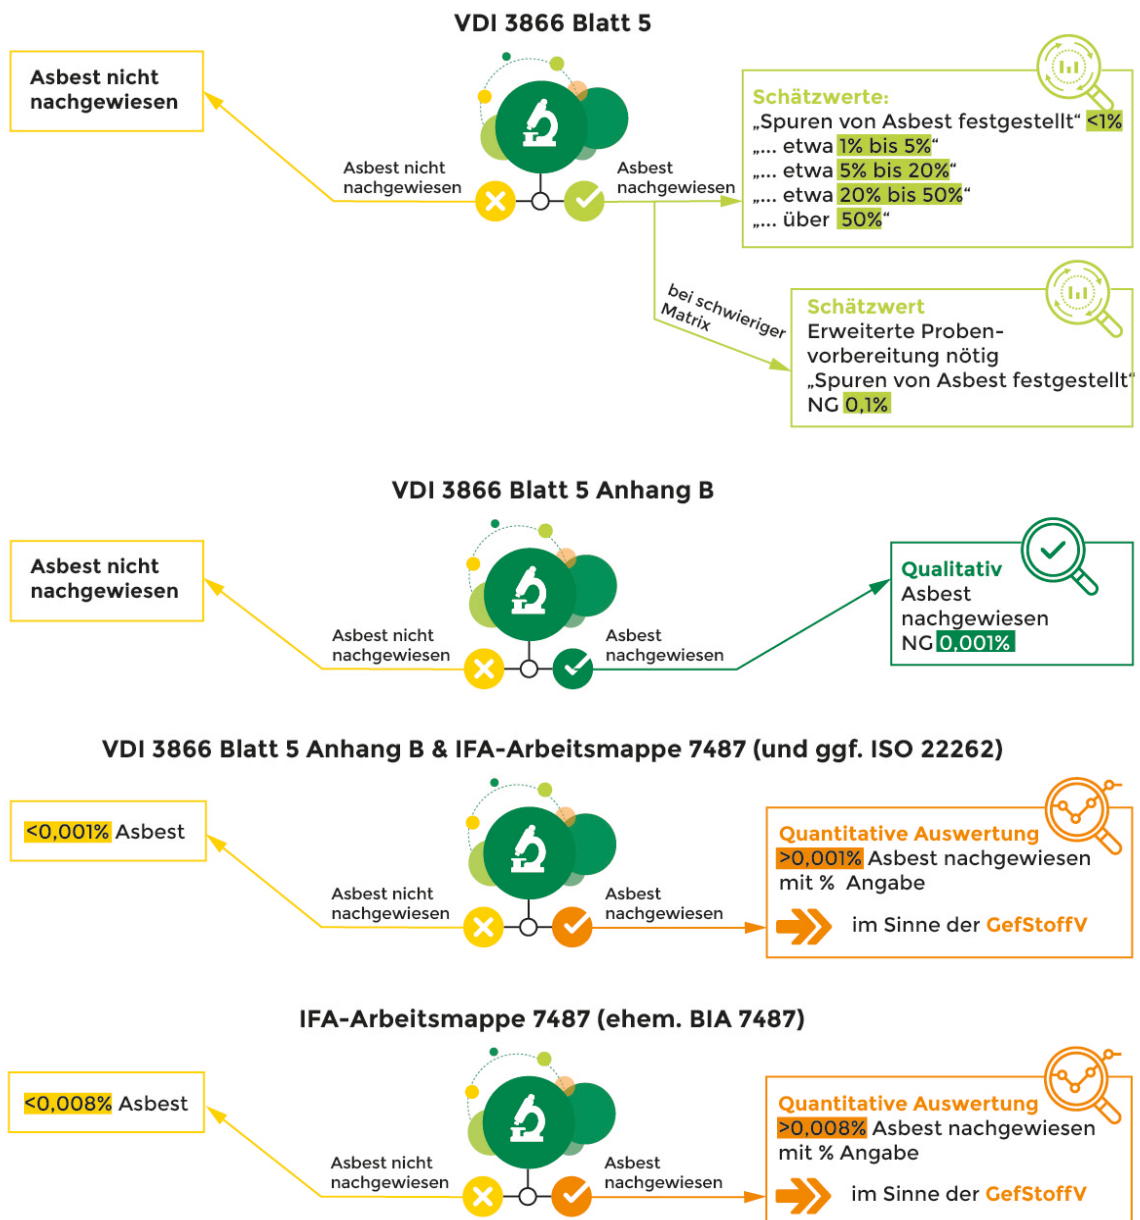 VDI 3866 Blatt 5
Asbest nicht
nachgewiesen
Asbest nicht
nachgewiesen
Asbest
nachgewiesen
Schätzwerte:
„Spuren von Asbest festgestellt“ <1%
„... etwa 1% bis 5%“
„... etwa 5% bis 20%“
„... etwa 20% bis 50%“
„... über 50%“
bei schwieriger
Matrix
Schätzwert
Erweiterte Proben-
vorbereitung nötig
„Spuren von Asbest festgestellt“
NG 0,1%
VDI 3866 Blatt 5 Anhang B
Asbest nicht
nachgewiesen
Asbest nicht
nachgewiesen
Asbest
nachgewiesen
Qualitativ
Asbest
nachgewiesen
NG 0,001%
VDI 3866 Blatt 5 Anhang B & IFA-Arbeitsmappe 7487 (und ggf. ISO 22262)
<0,001% Asbest
Asbest nicht
nachgewiesen
Asbest
nachgewiesen
Quantitative Auswertung
>0,001% Asbest nachgewiesen
mit % Angabe
im Sinne der GefStoffV
IFA-Arbeitsmappe 7487 (ehem. BIA 7487)
<0,008% Asbest
Asbest nicht
nachgewiesen
Asbest
nachgewiesen
Quantitative Auswertung
>0,008% Asbest nachgewiesen
mit % Angabe
im Sinne der GefStoffV